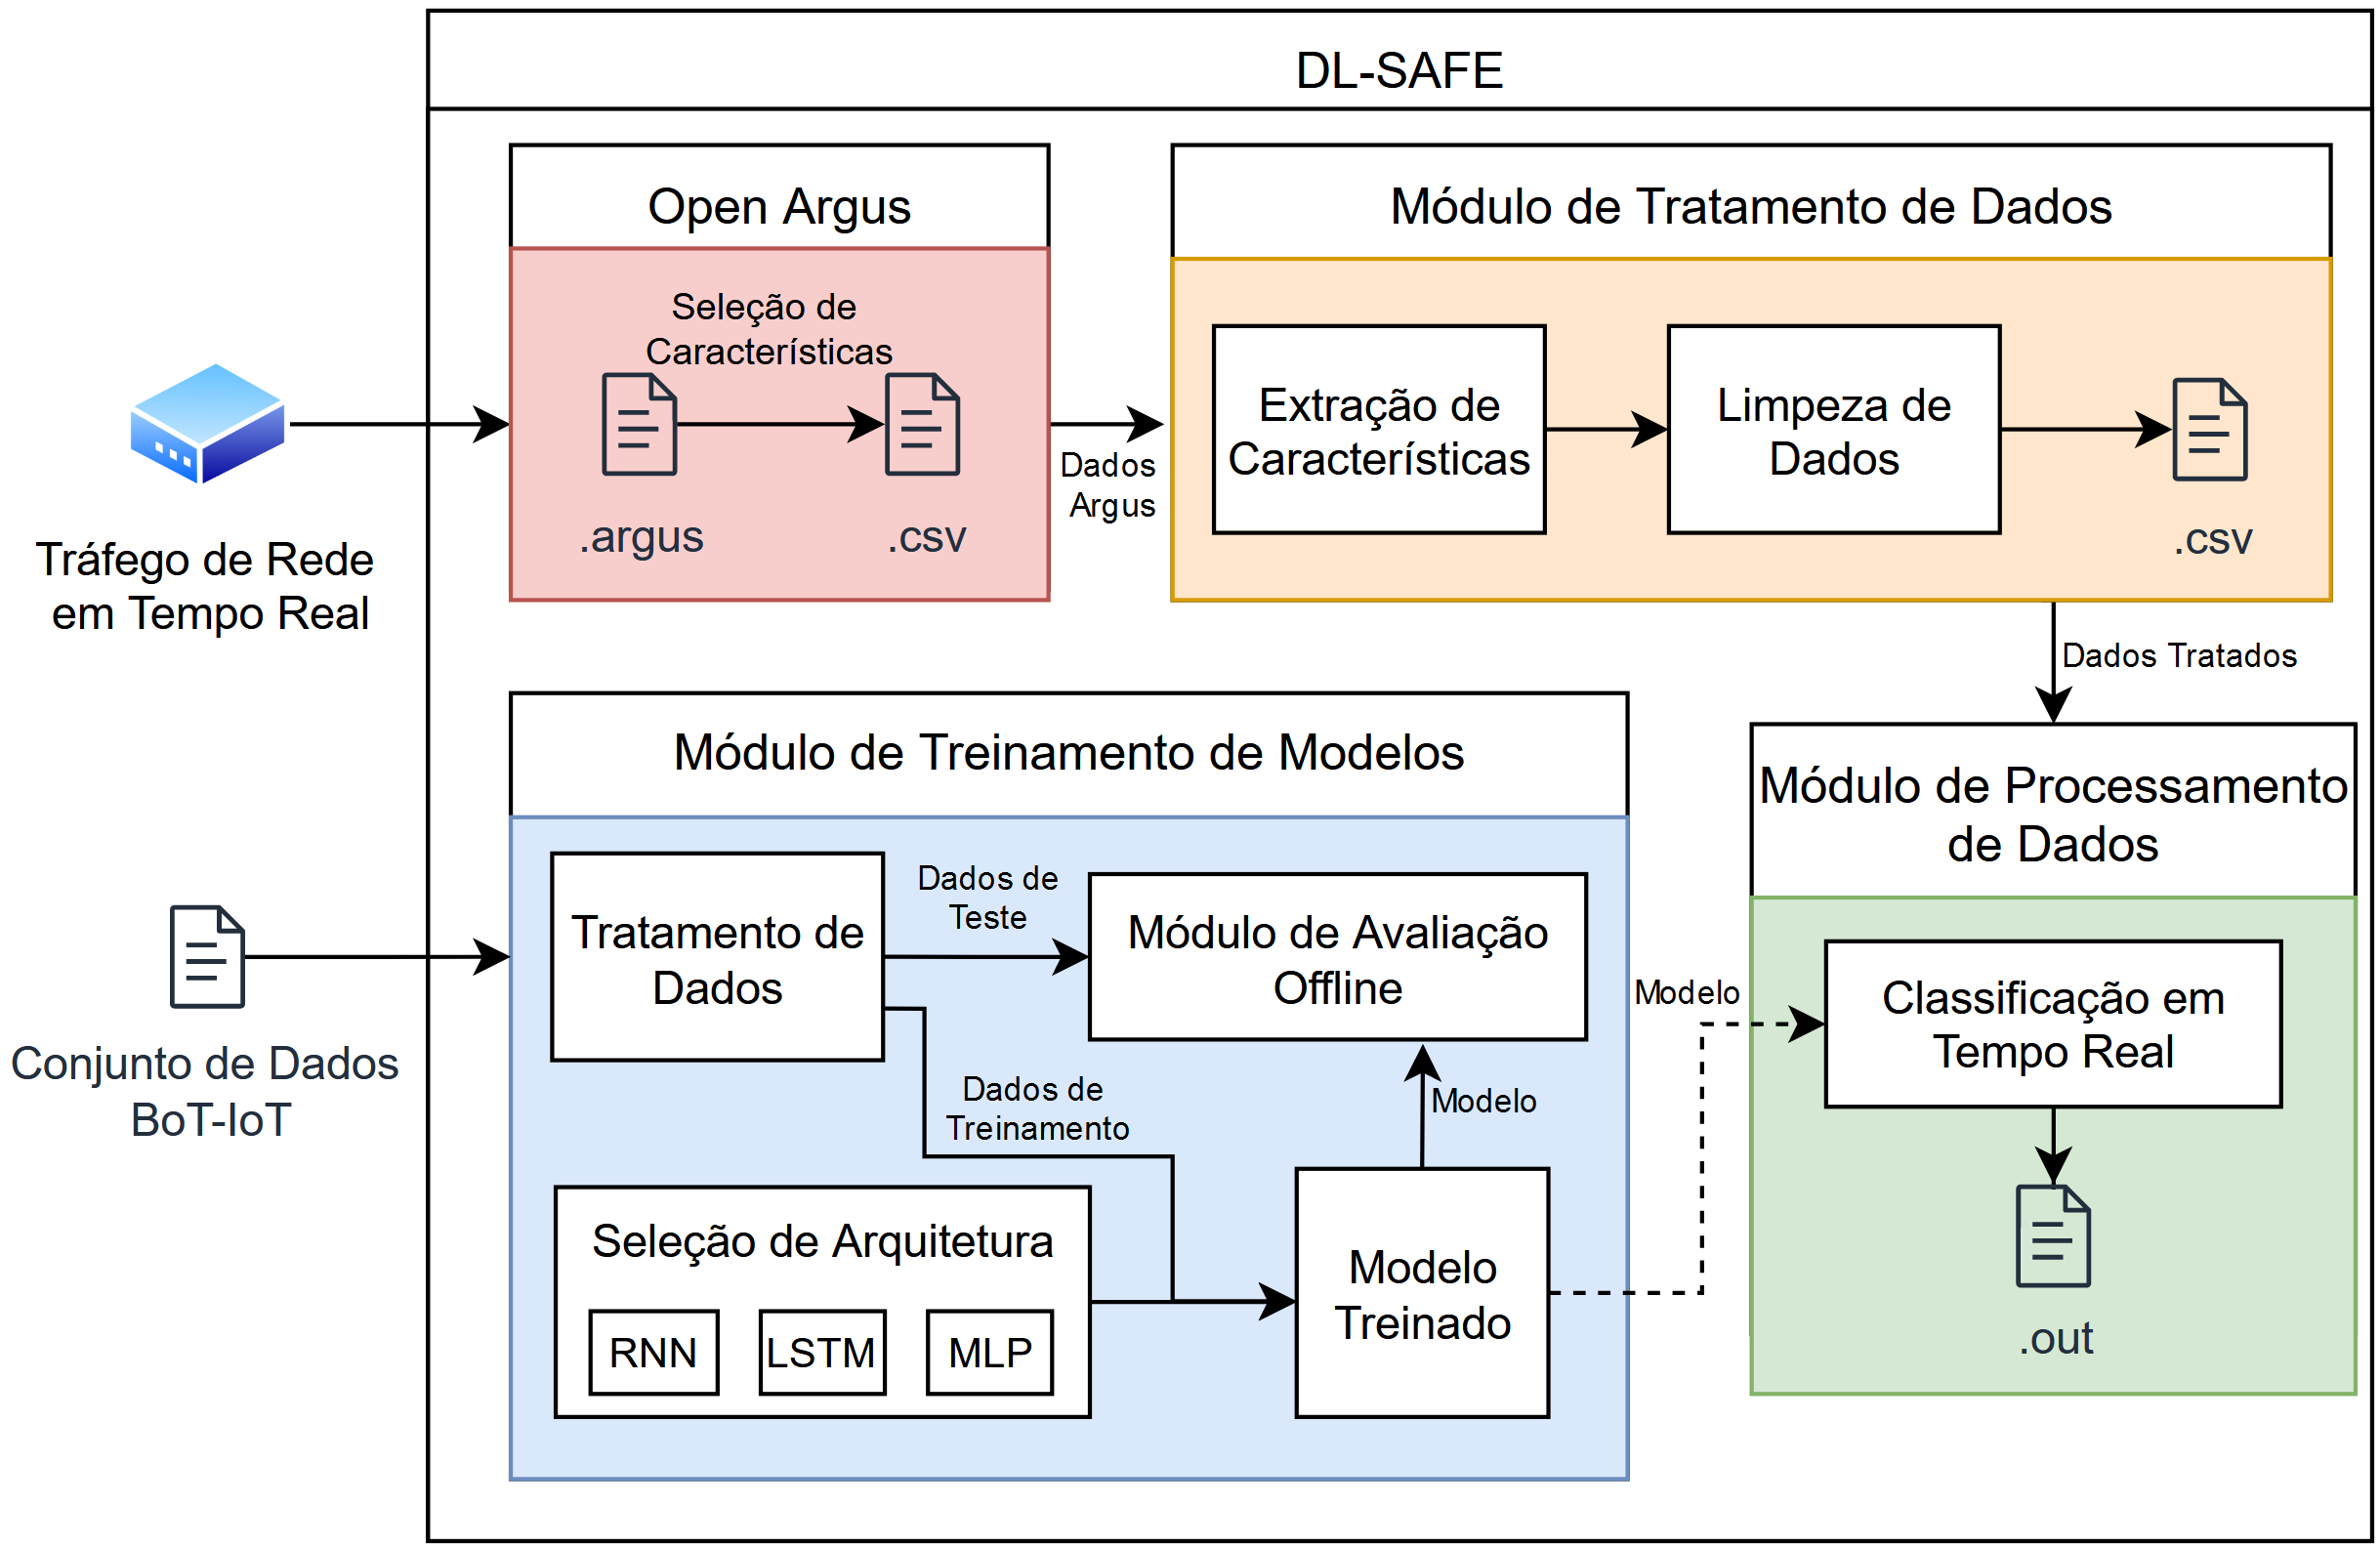 DL-SAFE
Open Argus
Seleção de
Características
.argus
.csv
Dados
Argus
Módulo de Tratamento de Dados
Extração de
Características
Limpeza de
Dados
.csv
Tráfego de Rede
em Tempo Real
Dados Tratados
Módulo de Treinamento de Modelos
Tratamento de
Dados
Dados de
Teste
Módulo de Avaliação
Offline
Dados de
Treinamento
Modelo
Seleção de Arquitetura
RNN
LSTM
MLP
Modelo
Treinado
Conjunto de Dados
BoT-IoT
Modelo
Módulo de Processamento
de Dados
Classificação em
Tempo Real
.out